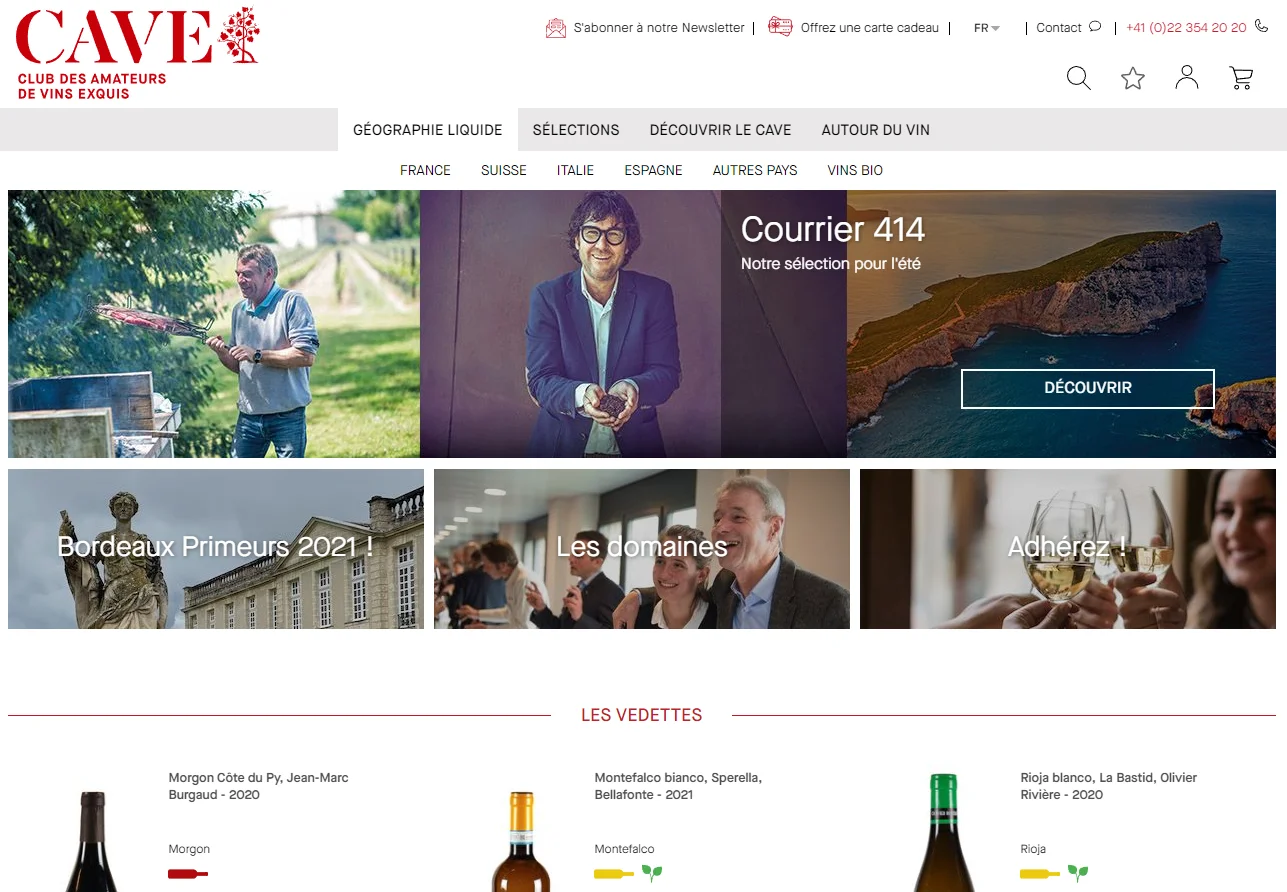 CAVE
CLUB DES AMATEURS
DE VINS EXQUIS
S'abonner à notre Newsletter
Offrez une carte cadeau
FR
Contact
+41 (0)22 354 20 20
GÉOGRAPHIE LIQUIDE
SÉLECTIONS
DÉCOUVRIR LE CAVE
AUTOUR DU VIN
FRANCE
SUISSE
ITALIE
ESPAGNE
AUTRES PAYS
VINS BIO
Courrier 414
Notre sélection pour l'été
DÉCOUVRIR
Bordeaux Primeurs 2021 !
Les domaines
Adhérez !
LES VEDETTES
Morgon Côte du Py, Jean-Marc
Burgaud - 2020
Morgon
Montefalco bianco, Sperella,
Bellafonte - 2021
Montefalco
Rioja blanco, La Bastid, Olivier
Rivière - 2020
Rioja